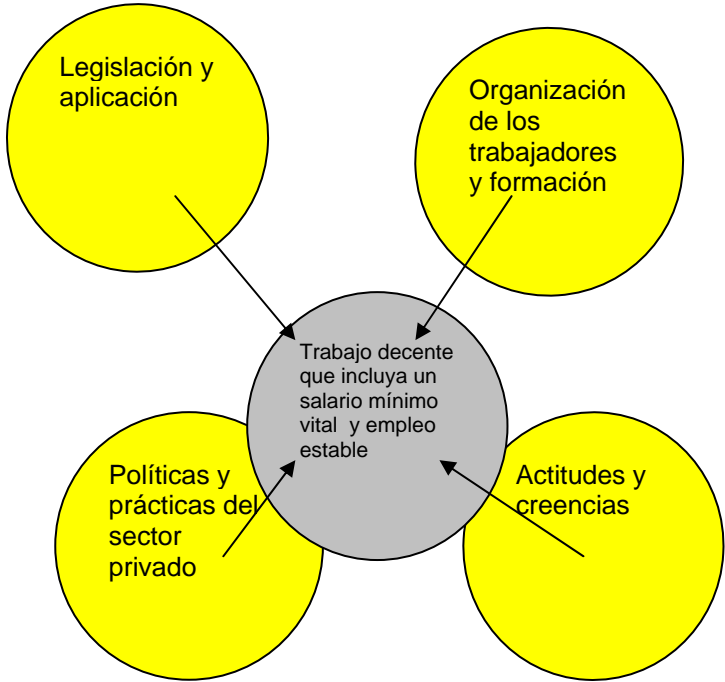 Legislación y
aplicación
Organización
de los
trabajadores
y formación
Trabajo decente
que incluya un
salario mínimo
vital y empleo
estable
Políticas y
prácticas del
sector
privado
Actitudes y
creencias